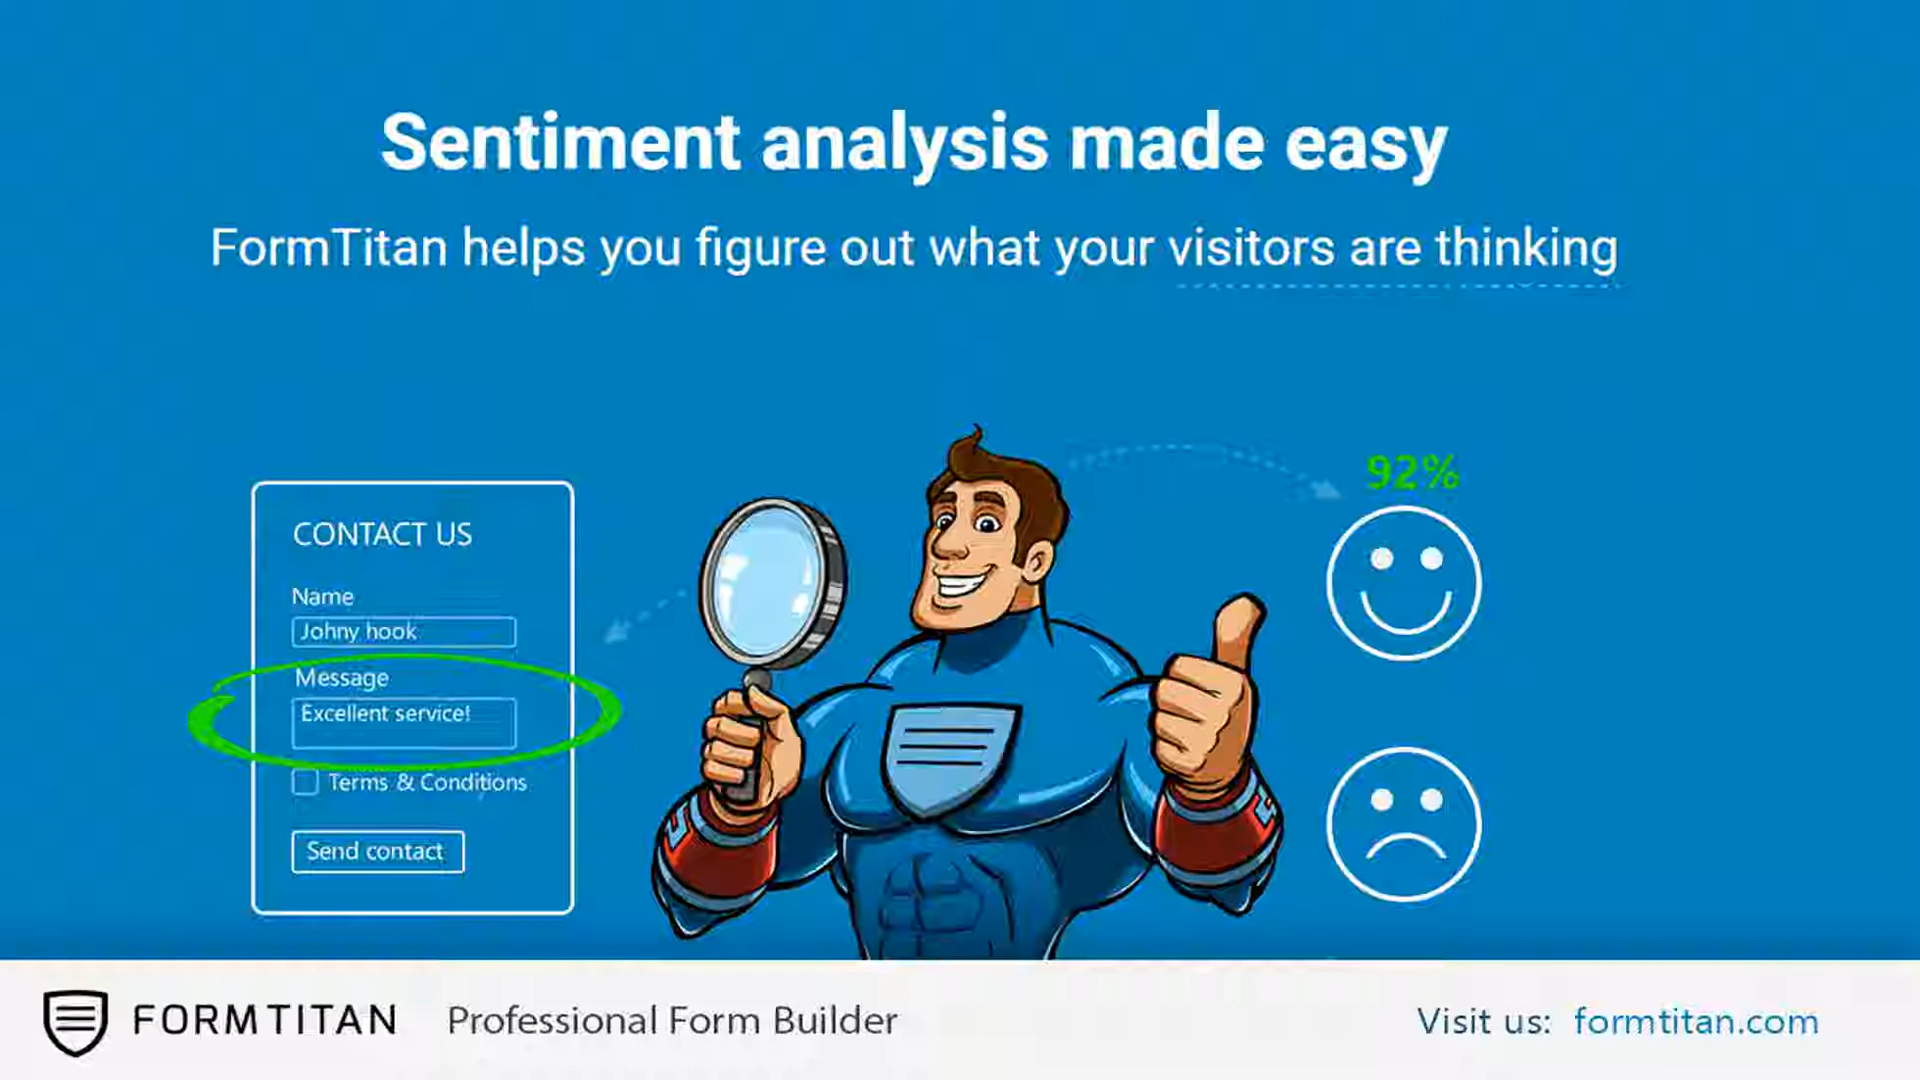 Sentiment analysis made easy
FormTitan helps you figure out what your visitors are thinking
CONTACT US
Name
Johny hook
Message
Excellent service!
Terms & Conditions
Send contact
92%
FORMTITAN Professional Form Builder Visit us: formtitan.com